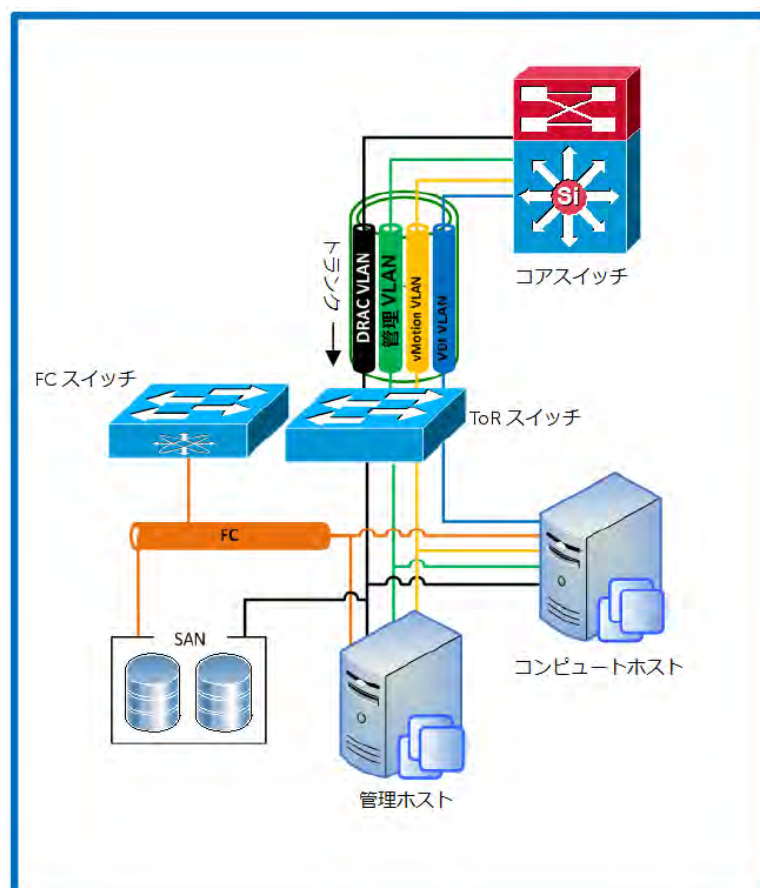 Si
コアスイッチ
トランク
DRAC VLAN
管理 VLAN
vMotion VLAN
VDI VLAN
FC スイッチ
ToR スイッチ
FC
SAN
コンピュートホスト
管理ホスト